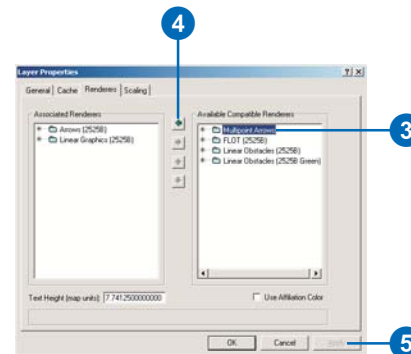 4
Layer Properties
General Cache Renderers Scaling
Associated Renderers
Arrows (2525B)
Linear Graphics (2525B)
Available Compatible Renderers
Multipoint Arrows
FLOT (2525B)
Linear Obstacles (2525B)
Linear Obstacles (2525B Green)
3
Text Height (map units): 7.7412500000000
Use Affiliation Color
OK Cancel Apply
5